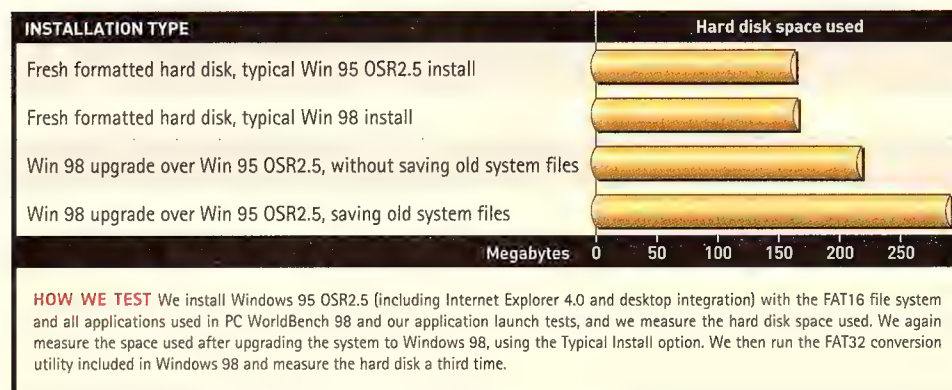 INSTALLATION TYPE
Hard disk space used
Fresh formatted hard disk, typical Win 95 OSR2.5 install
Fresh formatted hard disk, typical Win 98 install
Win 98 upgrade over Win 95 OSR2.5, without saving old system files
Win 98 upgrade over Win 95 OSR2.5, saving old system files
Megabytes 0 50 100 150 200 250
HOW WE TEST We install Windows 95 OSR2.5 (including Internet Explorer 4.0 and desktop integration) with the FAT16 file system
and all applications used in PC WorldBench 98 and our application launch tests, and we measure the hard disk space used. We again
measure the space used after upgrading the system to Windows 98, using the Typical Install option. We then run the FAT32 conversion
utility included in Windows 98 and measure the hard disk a third time.